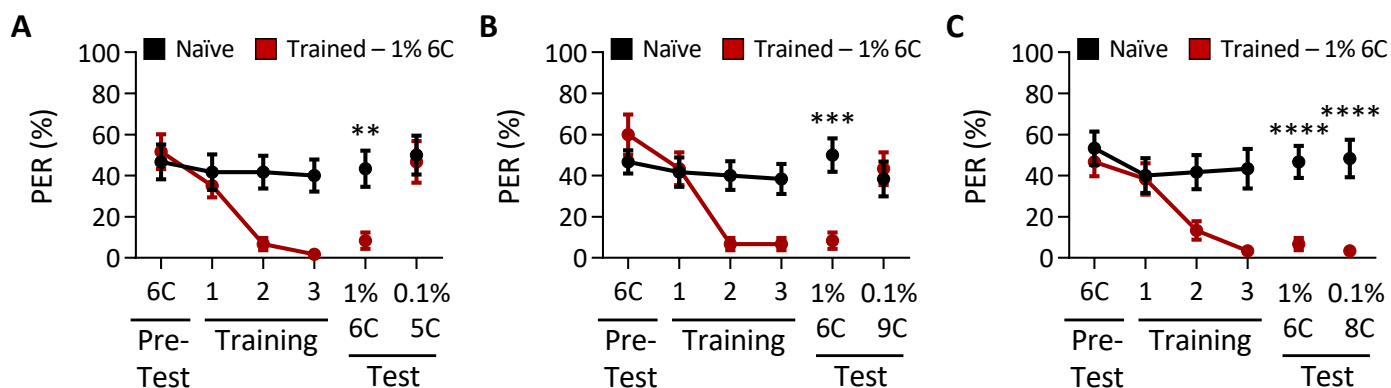 A
Naïve
Trained – 1% 6C
**
100
80
60
40
20
0
PER (%)
6C 1 2 3 1% 0.1%
6C 5C
Pre-
Test
Training
Test
B
Naïve
Trained – 1% 6C
***
100
80
60
40
20
0
PER (%)
6C 1 2 3 1% 0.1%
6C 9C
Pre-
Test
Training
Test
C
Naïve
Trained – 1% 6C
****
****
100
80
60
40
20
0
PER (%)
6C 1 2 3 1% 0.1%
6C 8C
Pre-
Test
Training
Test